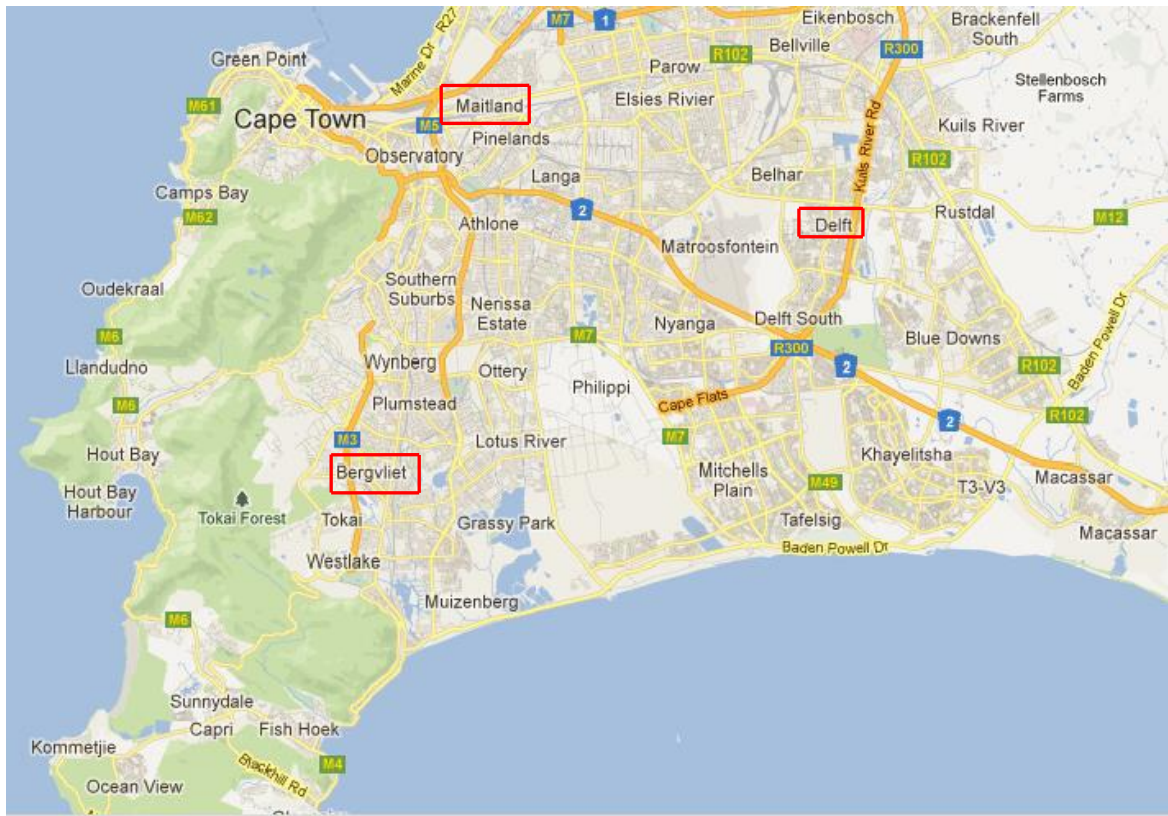 M7
1
Eikenbosch
Brackenfell
South
R27
Marine Dr
Green Point
R102
Bellville
R300
Parow
Stellenbosch
Farms
M61
Maitland
Elsies Rivier
Cape Town
M5
Pinelands
Kuils River
Kuils River Rd
Observatory
R102
Langa
Belhar
Camps Bay
M62
2
Delft
Rustdal
M12
Athlone
Matroosfontein
Oudekraal
Southern
Suburbs
Nerissa
Estate
Nyanga
Delft South
M6
M7
R300
Blue Downs
Baden Powell Dr
Llandudno
Wynberg
Ottery
Philippi
2
R102
M6
Plumstead
Cape Flats
R102
M3
Lotus River
M7
2
Hout Bay
Khayelitsha
Bergvliet
Mitchells
Plain
M49
T3-V3
Macassar
Hout Bay
Harbour
Tokai Forest
Tokai
Grassy Park
Tafelsig
Macassar
Westlake
Baden Powell Dr
Muizenberg
M6
Sunnydale
Capri
Fish Hoek
Kommetjie
M4
Ocean View
Blackhill Rd